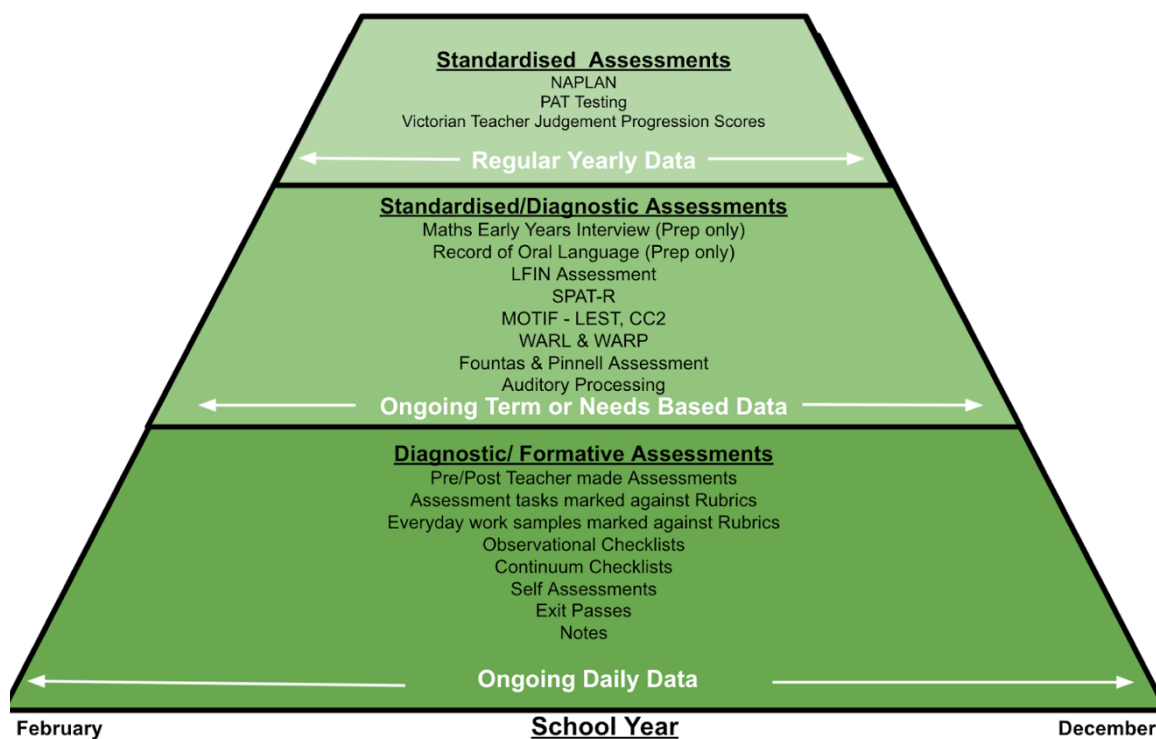 Standardised Assessments
NAPLAN
PAT Testing
Victorian Teacher Judgement Progression Scores
Regular Yearly Data
Standardised/Diagnostic Assessments
Maths Early Years Interview (Prep only)
Record of Oral Language (Prep only)
LFIN Assessment
SPAT-R
MOTIF - LEST, CC2
WARL & WARP
Fountas & Pinnell Assessment
Auditory Processing
Ongoing Term or Needs Based Data
Diagnostic/ Formative Assessments
Pre/Post Teacher made Assessments
Assessment tasks marked against Rubrics
Everyday work samples marked against Rubrics
Observational Checklists
Continuum Checklists
Self Assessments
Exit Passes
Notes
Ongoing Daily Data
February School Year December